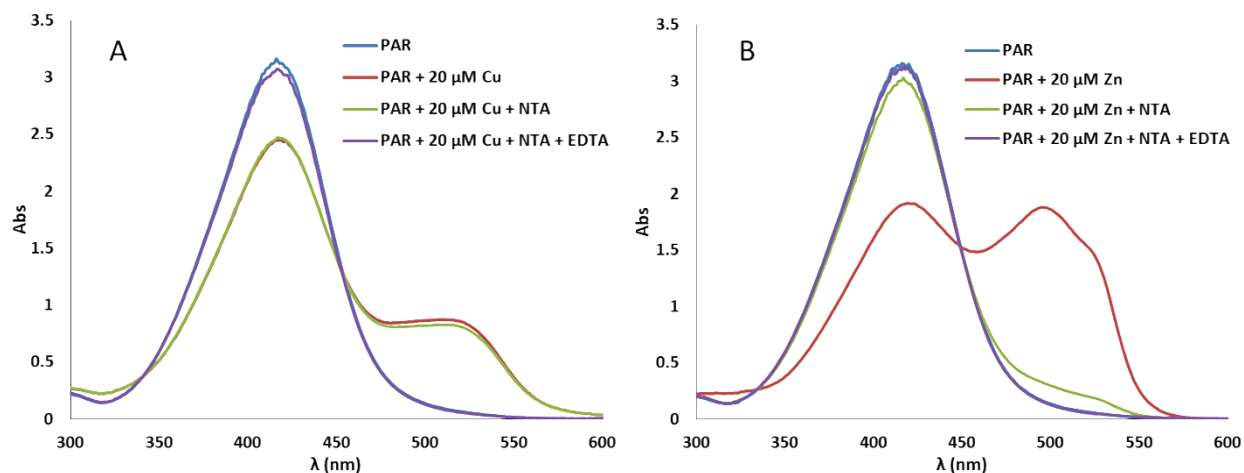 A
PAR
PAR + 20 µM Cu
PAR + 20 µM Cu + NTA
PAR + 20 µM Cu + NTA + EDTA
Abs
3.5
3
2.5
2
1.5
1
0.5
0
300 350 400 450 500 550 600
λ (nm)
B
PAR
PAR + 20 µM Zn
PAR + 20 µM Zn + NTA
PAR + 20 µM Zn + NTA + EDTA
Abs
3.5
3
2.5
2
1.5
1
0.5
0
300 350 400 450 500 550 600
λ (nm)